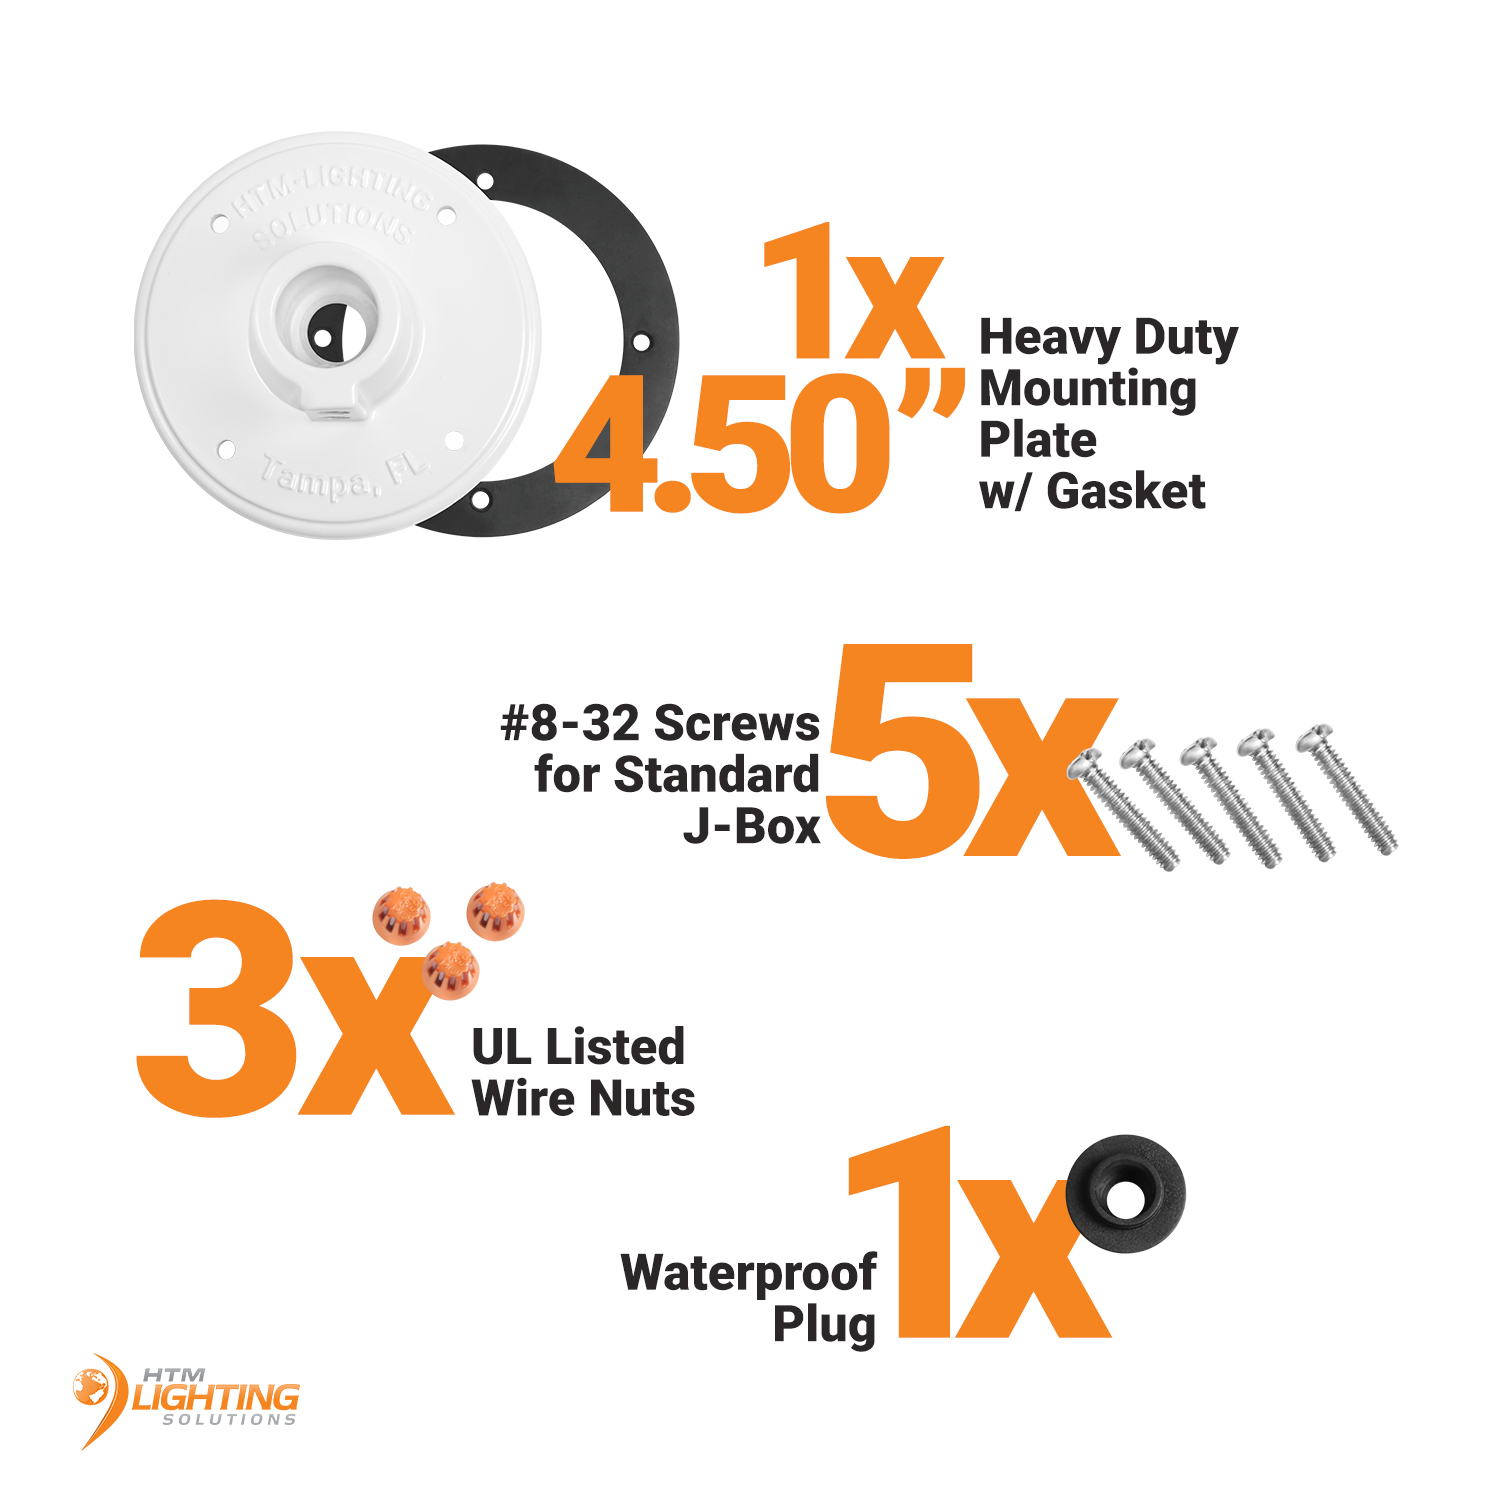 HTM-LIGHTING
SOLUTIONS
Tampa, FL
1x
4.50”
Heavy Duty
Mounting
Plate
w/ Gasket
#8-32 Screws
for Standard
J-Box
5x
3x
UL Listed
Wire Nuts
1x
Waterproof
Plug
HTM
LIGHTING
SOLUTIONS